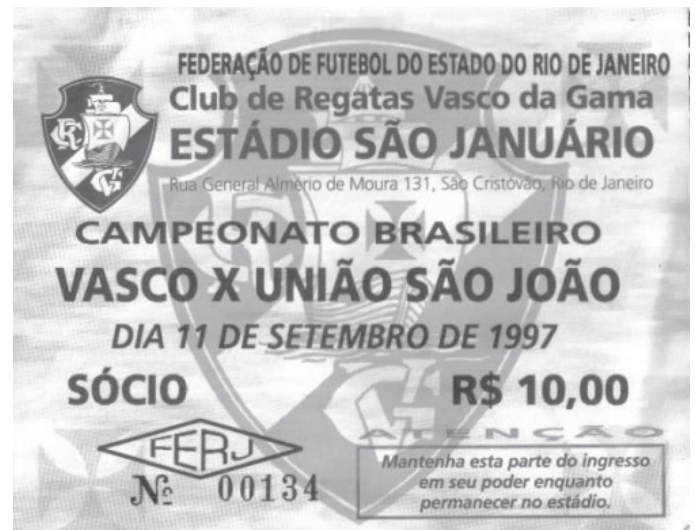 FEDERAÇÃO DE FUTEBOL DO ESTADO DO RIO DE JANEIRO
Club de Regatas Vasco da Gama
ESTÁDIO SÃO JANUÁRIO
Rua General Almério de Moura 131, São Cristóvão, Rio de Janeiro
CAMPEONATO BRASILEIRO
VASCO X UNIÃO SÃO JOÃO
DIA 11 DE SETEMBRO DE 1997
SÓCIO R$ 10,00
FERJ
Nº 00134
ATENÇÃO
Mantenha esta parte do ingresso
em seu poder enquanto
permanecer no estádio.